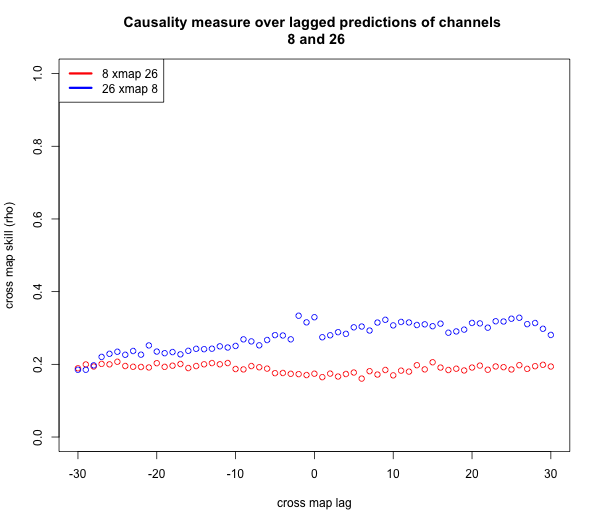 Causality measure over lagged predictions of channels
8 and 26
8 xmap 26
26 xmap 8
cross map skill (rho)
1.0
0.8
0.6
0.4
0.2
0.0
-30
-20
-10
0
10
20
30
cross map lag